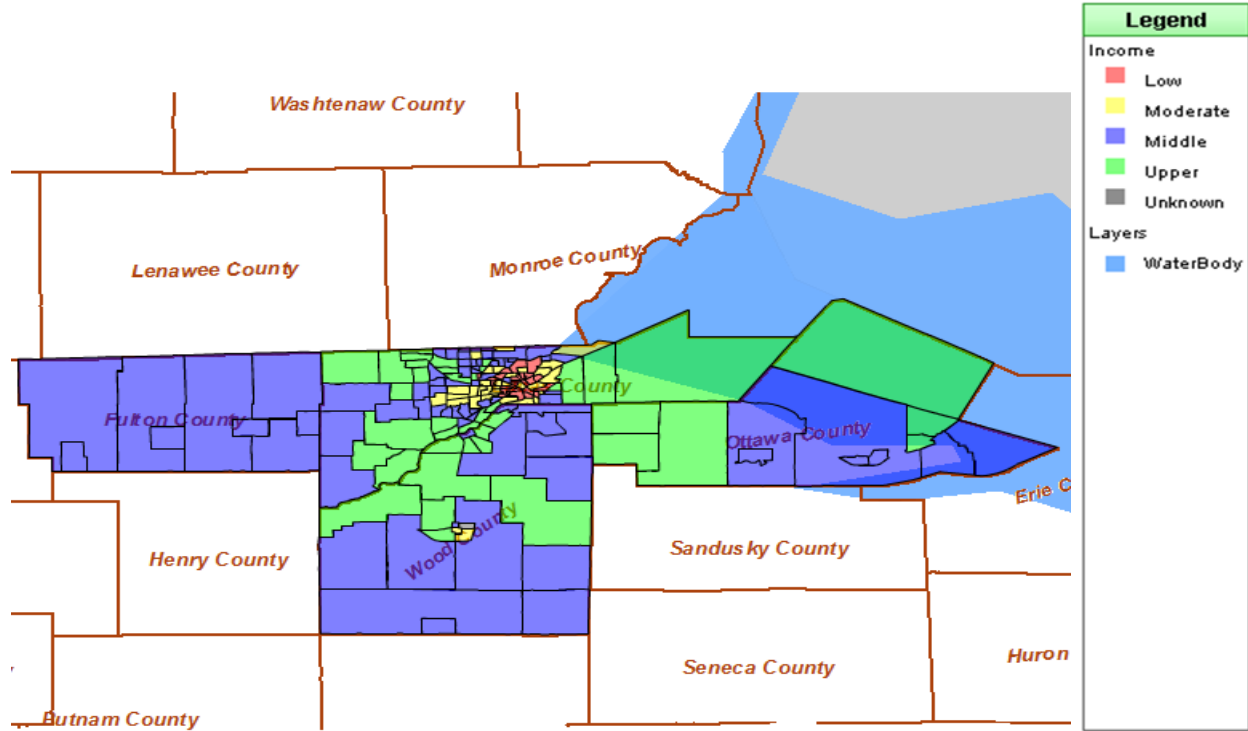 Legend
Income
Low
Moderate
Middle
Upper
Unknown
Layers
WaterBody
Washtenaw County
Lenawee County
Monroe County
Fulton County
County
Ottawa County
Erie C
Wood County
Henry County
Sandusky County
Seneca County
Huron
Putnam County